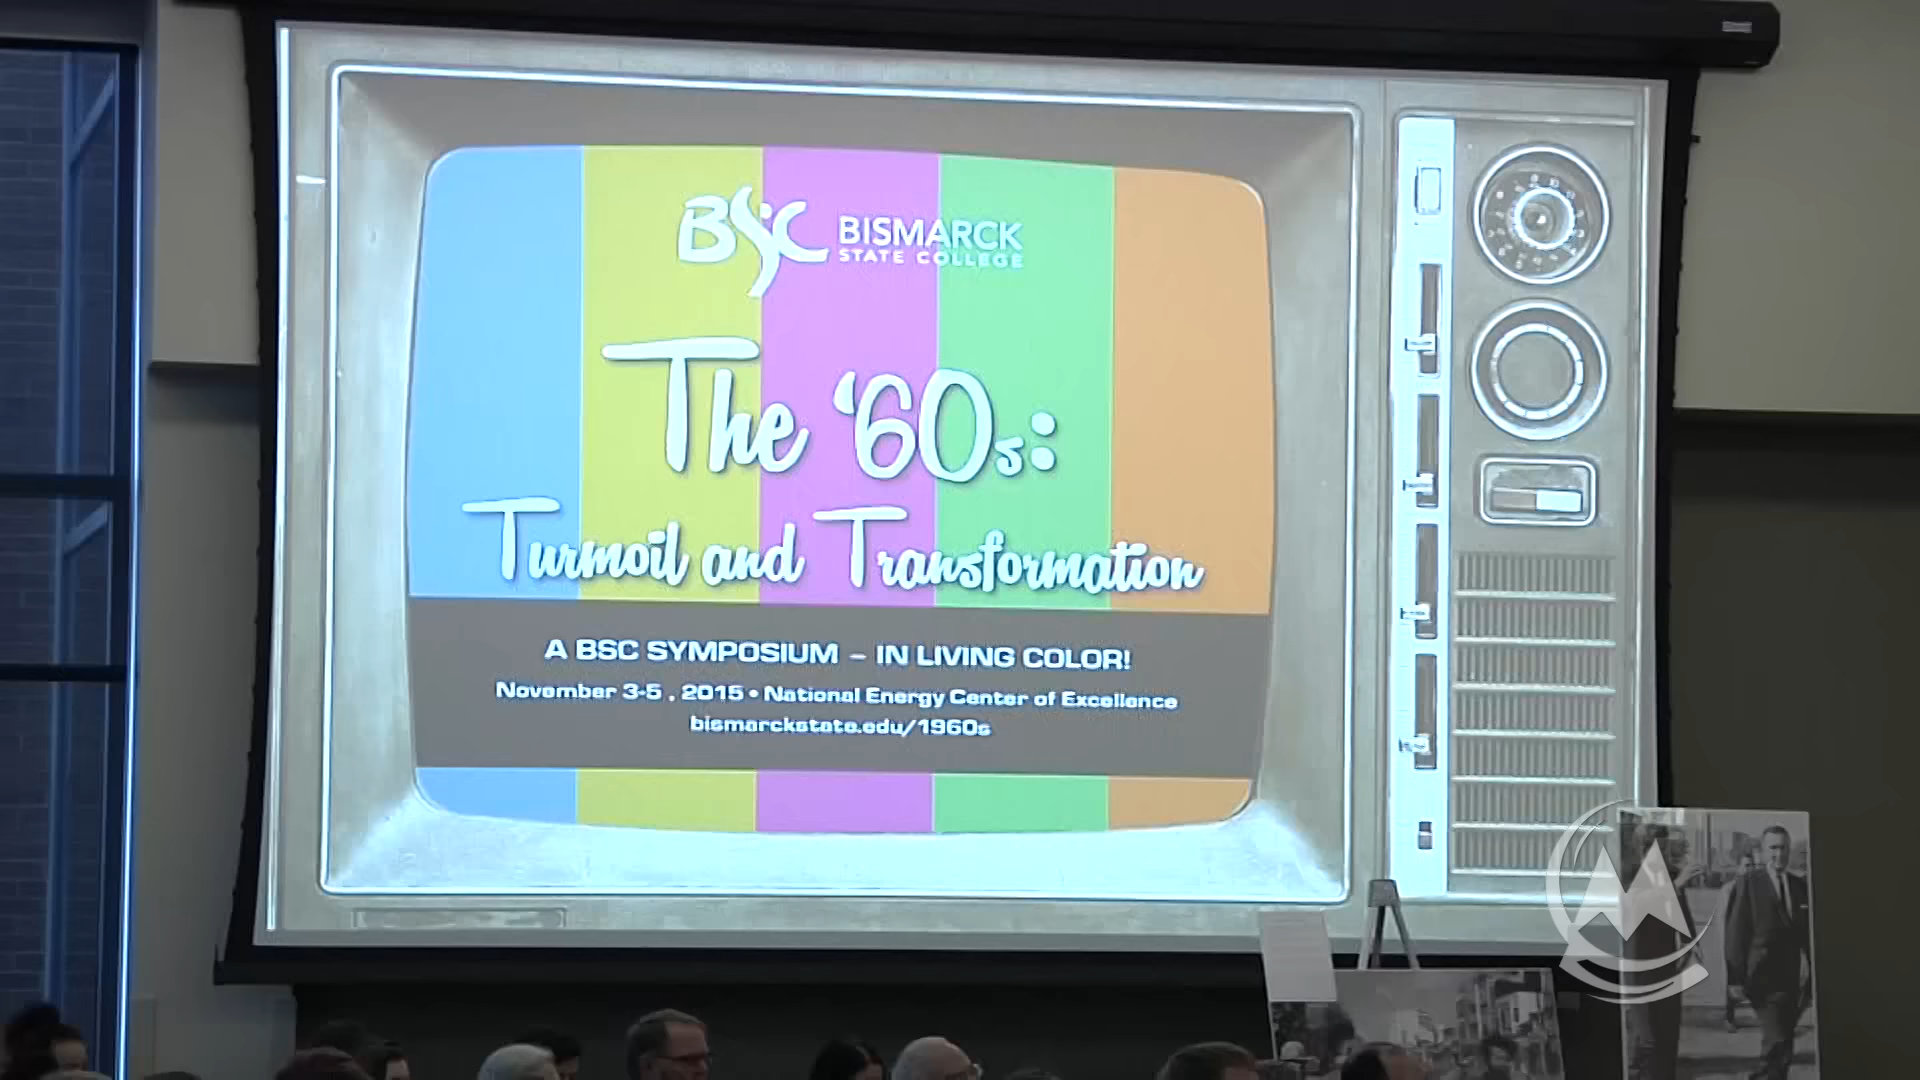 BSC BISMARCK
STATE COLLEGE
The '60s:
Turmoil and Transformation
A BSC SYMPOSIUM – IN LIVING COLOR!
November 3-5 . 2015 • National Energy Center of Excellence
bismarckstate.edu/1960s